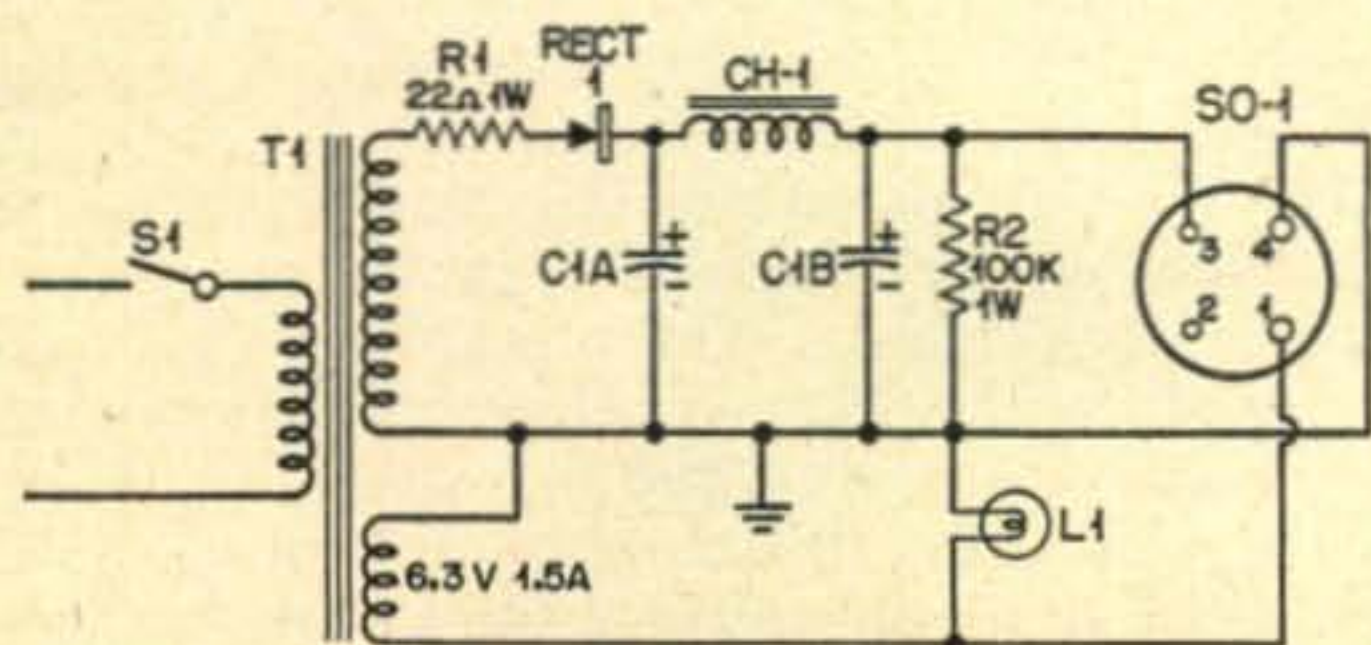 RECT
1
R1
22Ω 1W
CH-1
SO-1
T1
S1
C1A
+
-
C1B
+
-
R2
100K
1W
3
4
2
1
L1
6.3 V 1.5A